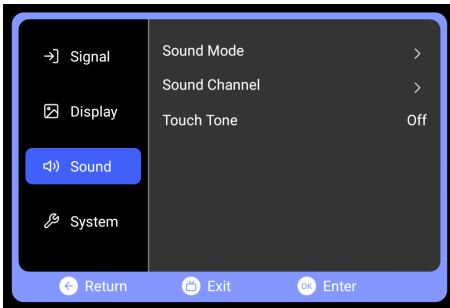 Signal
Display
Sound
System
Sound Mode
Sound Channel
Touch Tone Off
Return Exit OK Enter